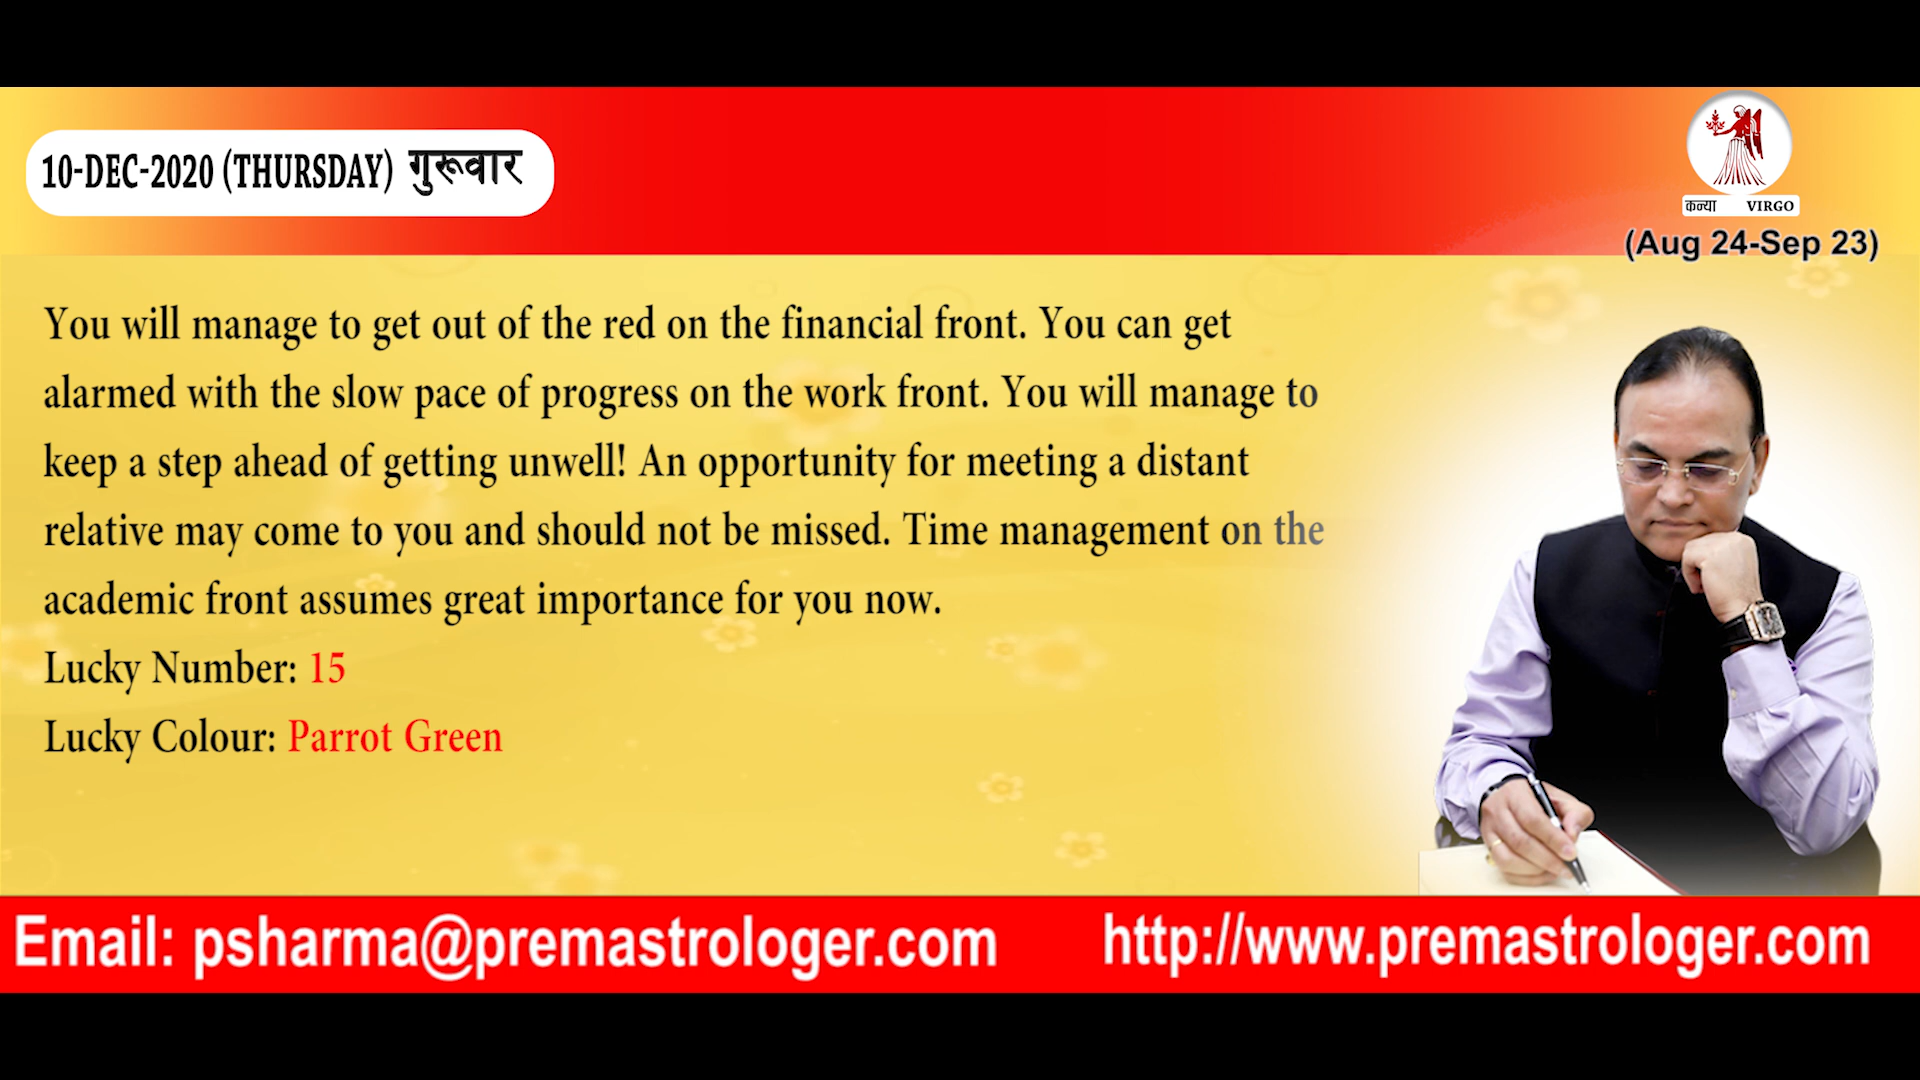 10-DEC-2020 (THURSDAY) गुरूवार
कन्या VIRGO
(Aug 24-Sep 23)
You will manage to get out of the red on the financial front. You can get
alarmed with the slow pace of progress on the work front. You will manage to
keep a step ahead of getting unwell! An opportunity for meeting a distant
relative may come to you and should not be missed. Time management on the
academic front assumes great importance for you now.
Lucky Number: 15
Lucky Colour: Parrot Green
Email: psharma@premastrologer.com
http://www.premastrologer.com